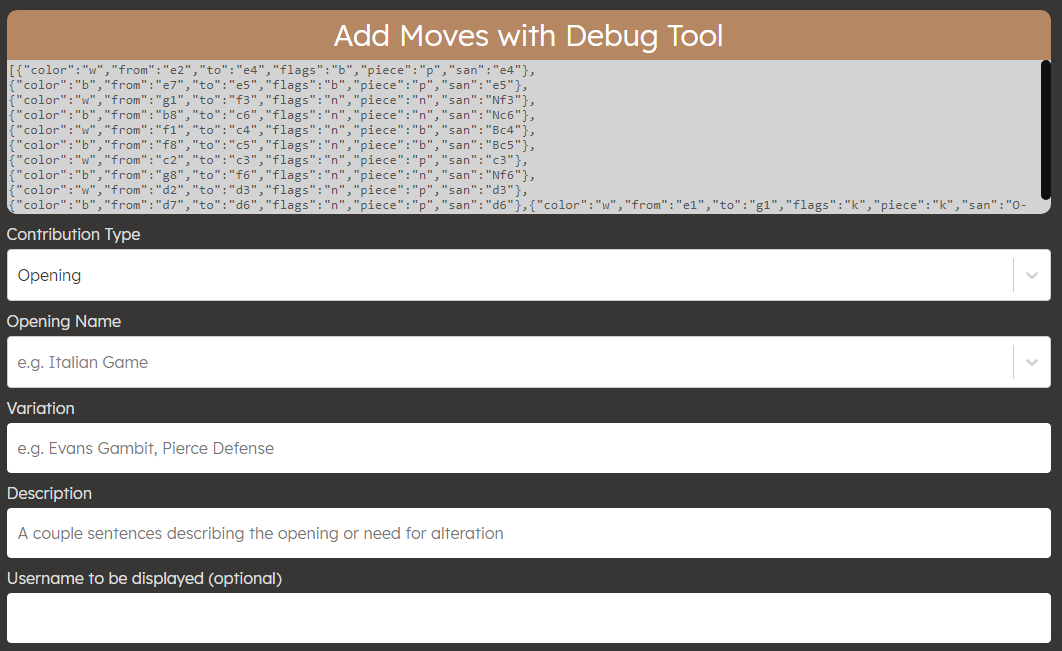 Add Moves with Debug Tool
[{"color":"w","from":"e2","to":"e4","flags":"b","piece":"p","san":"e4"},
{"color":"b","from":"e7","to":"e5","flags":"b","piece":"p","san":"e5"},
{"color":"w","from":"g1","to":"f3","flags":"n","piece":"n","san":"Nf3"},
{"color":"b","from":"b8","to":"c6","flags":"n","piece":"n","san":"Nc6"},
{"color":"w","from":"f1","to":"c4","flags":"n","piece":"b","san":"Bc4"},
{"color":"b","from":"f8","to":"c5","flags":"n","piece":"b","san":"Bc5"},
{"color":"w","from":"c2","to":"c3","flags":"n","piece":"p","san":"c3"},
{"color":"b","from":"g8","to":"f6","flags":"n","piece":"n","san":"Nf6"},
{"color":"w","from":"d2","to":"d3","flags":"n","piece":"p","san":"d3"},
{"color":"b","from":"d7","to":"d6","flags":"n","piece":"p","san":"d6"},{"color":"w","from":"e1","to":"g1","flags":"k","piece":"k","san":"O-
Contribution Type
Opening
Opening Name
e.g. Italian Game
Variation
e.g. Evans Gambit, Pierce Defense
Description
A couple sentences describing the opening or need for alteration
Username to be displayed (optional)